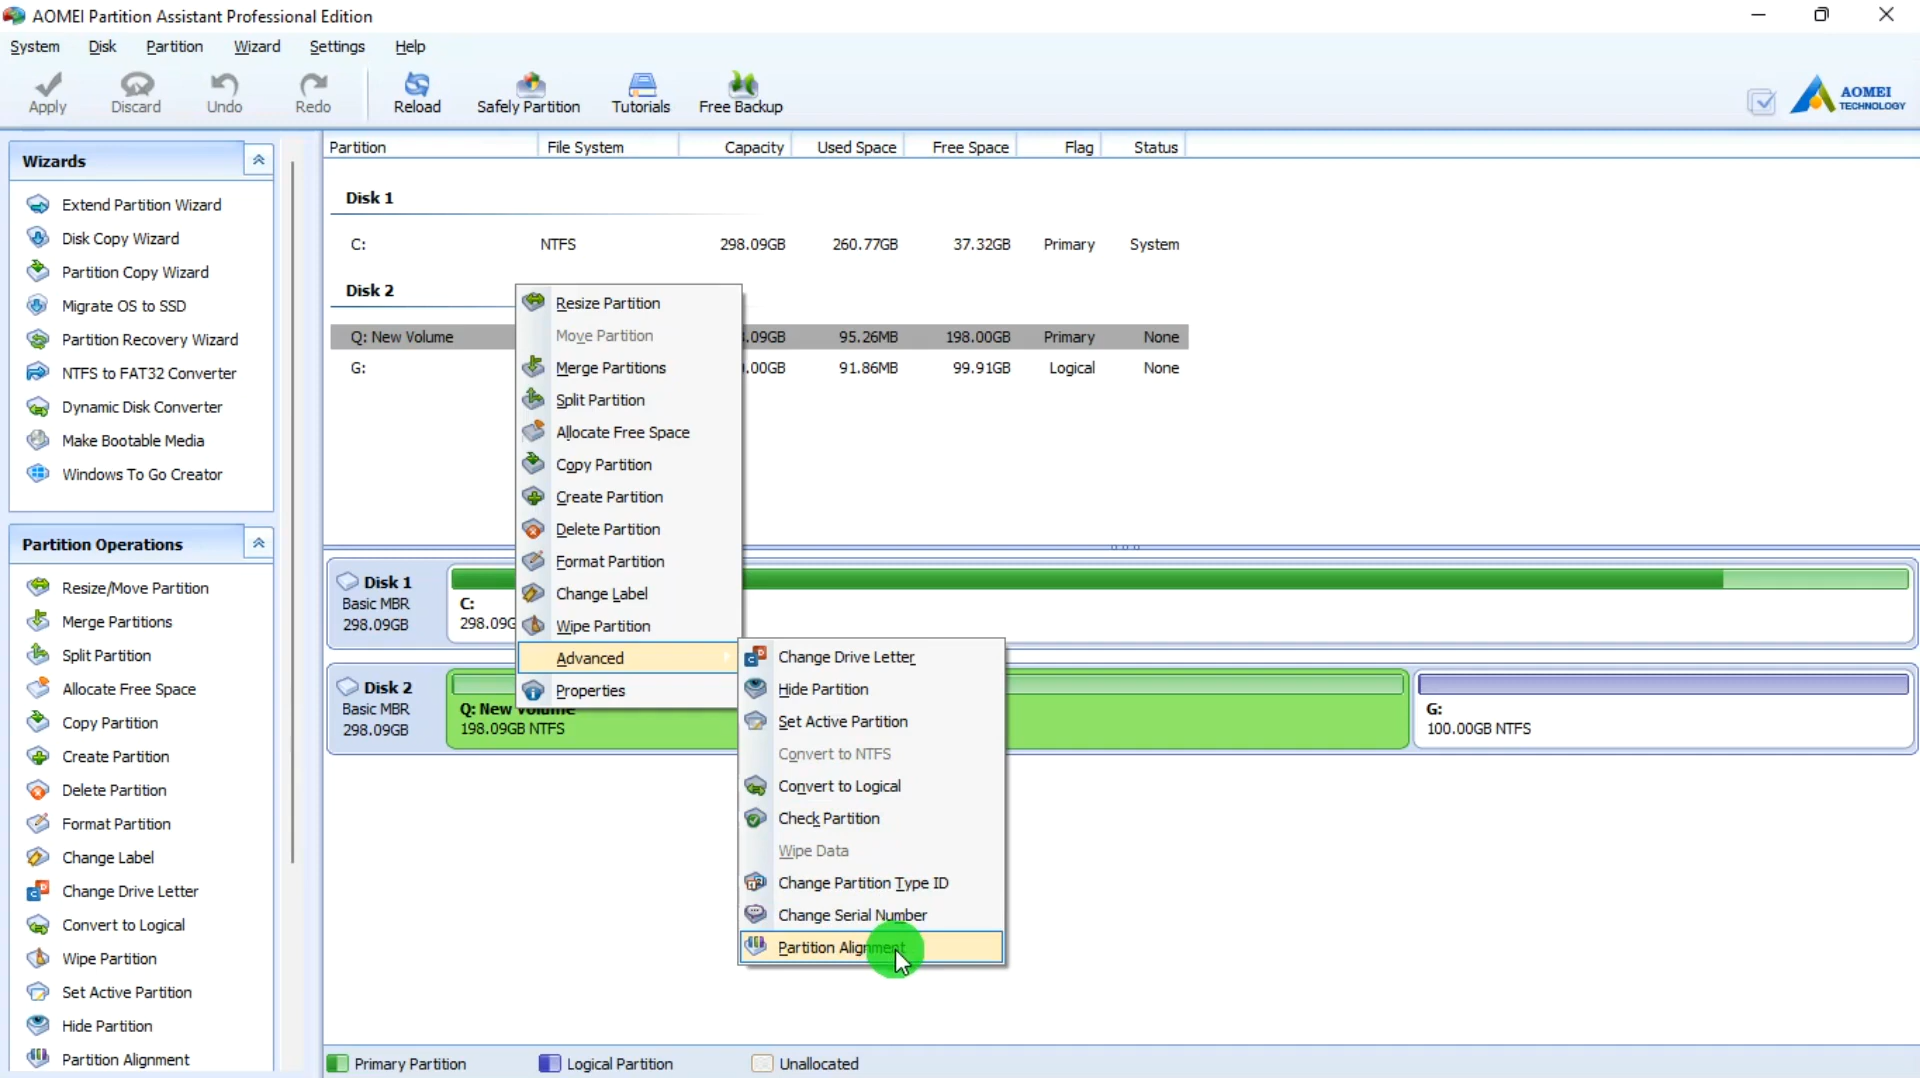 AOMEI Partition Assistant Professional Edition
System Disk Partition Wizard Settings Help
Apply Discard Undo Redo Reload Safely Partition Tutorials Free Backup
AOMEI
TECHNOLOGY
Wizards
Extend Partition Wizard
Disk Copy Wizard
Partition Copy Wizard
Migrate OS to SSD
Partition Recovery Wizard
NTFS to FAT32 Converter
Dynamic Disk Converter
Make Bootable Media
Windows To Go Creator
Partition Operations
Resize/Move Partition
Merge Partitions
Split Partition
Allocate Free Space
Copy Partition
Create Partition
Delete Partition
Format Partition
Change Label
Change Drive Letter
Convert to Logical
Wipe Partition
Set Active Partition
Hide Partition
Partition Alignment
Partition File System Capacity Used Space Free Space Flag Status
Disk 1
C: NTFS 298.09GB 260.77GB 37.32GB Primary System
Disk 2
Q: New Volume .09GB 95.26MB 198.00GB Primary None
G: .00GB 91.86MB 99.91GB Logical None
Resize Partition
Move Partition
Merge Partitions
Split Partition
Allocate Free Space
Copy Partition
Create Partition
Delete Partition
Format Partition
Change Label
Wipe Partition
Advanced
Properties
Change Drive Letter
Hide Partition
Set Active Partition
Convert to NTFS
Convert to Logical
Check Partition
Wipe Data
Change Partition Type ID
Change Serial Number
Partition Alignment
Disk 1
Basic MBR
298.09GB
C:
298.09G
Disk 2
Basic MBR
298.09GB
Q: New Volume
198.09GB NTFS
G:
100.00GB NTFS
Primary Partition Logical Partition Unallocated